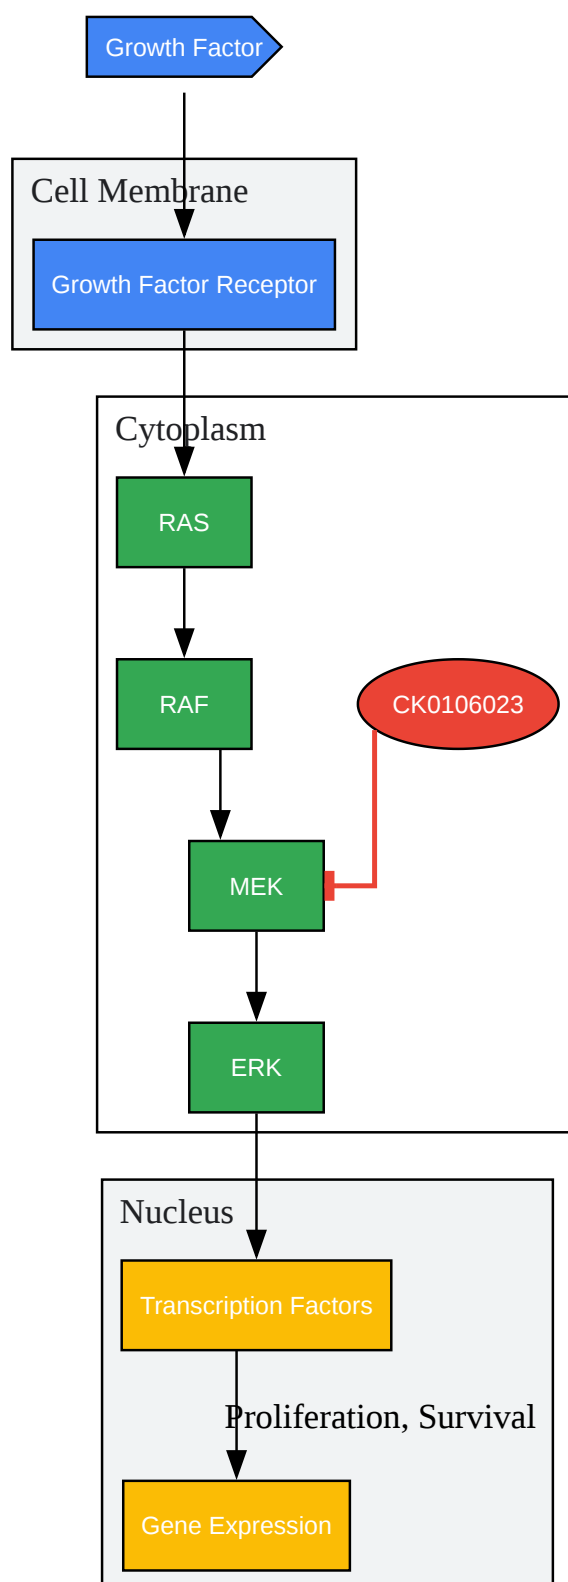 Growth Factor
Cell Membrane
Growth Factor Receptor
Cytoplasm
RAS
RAF
CK0106023
MEK
ERK
Nucleus
Transcription Factors
Proliferation, Survival
Gene Expression